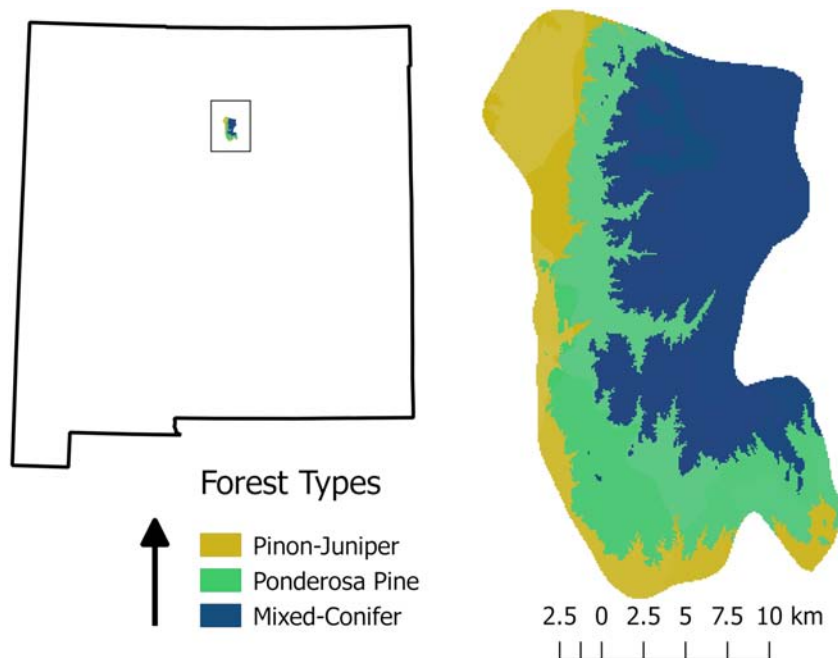 Forest Types
Pinon-Juniper
Ponderosa Pine
Mixed-Conifer
2.5 0 2.5 5 7.5 10 km